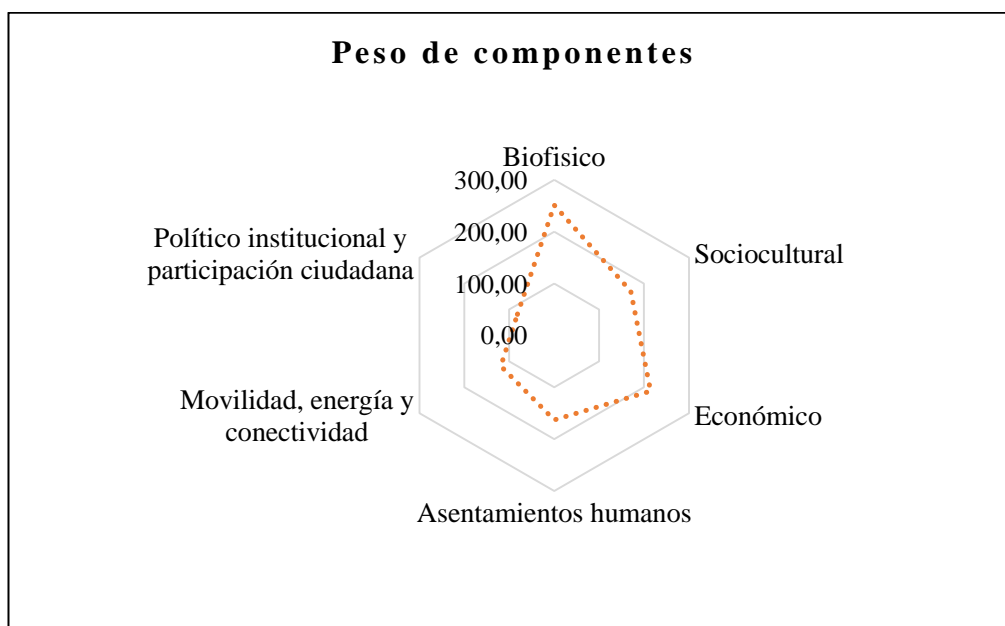 Peso de componentes
Biofisico
300,00
200,00
100,00
0,00
Sociocultural
Económico
Asentamientos humanos
Movilidad, energía y
conectividad
Político institucional y
participación ciudadana